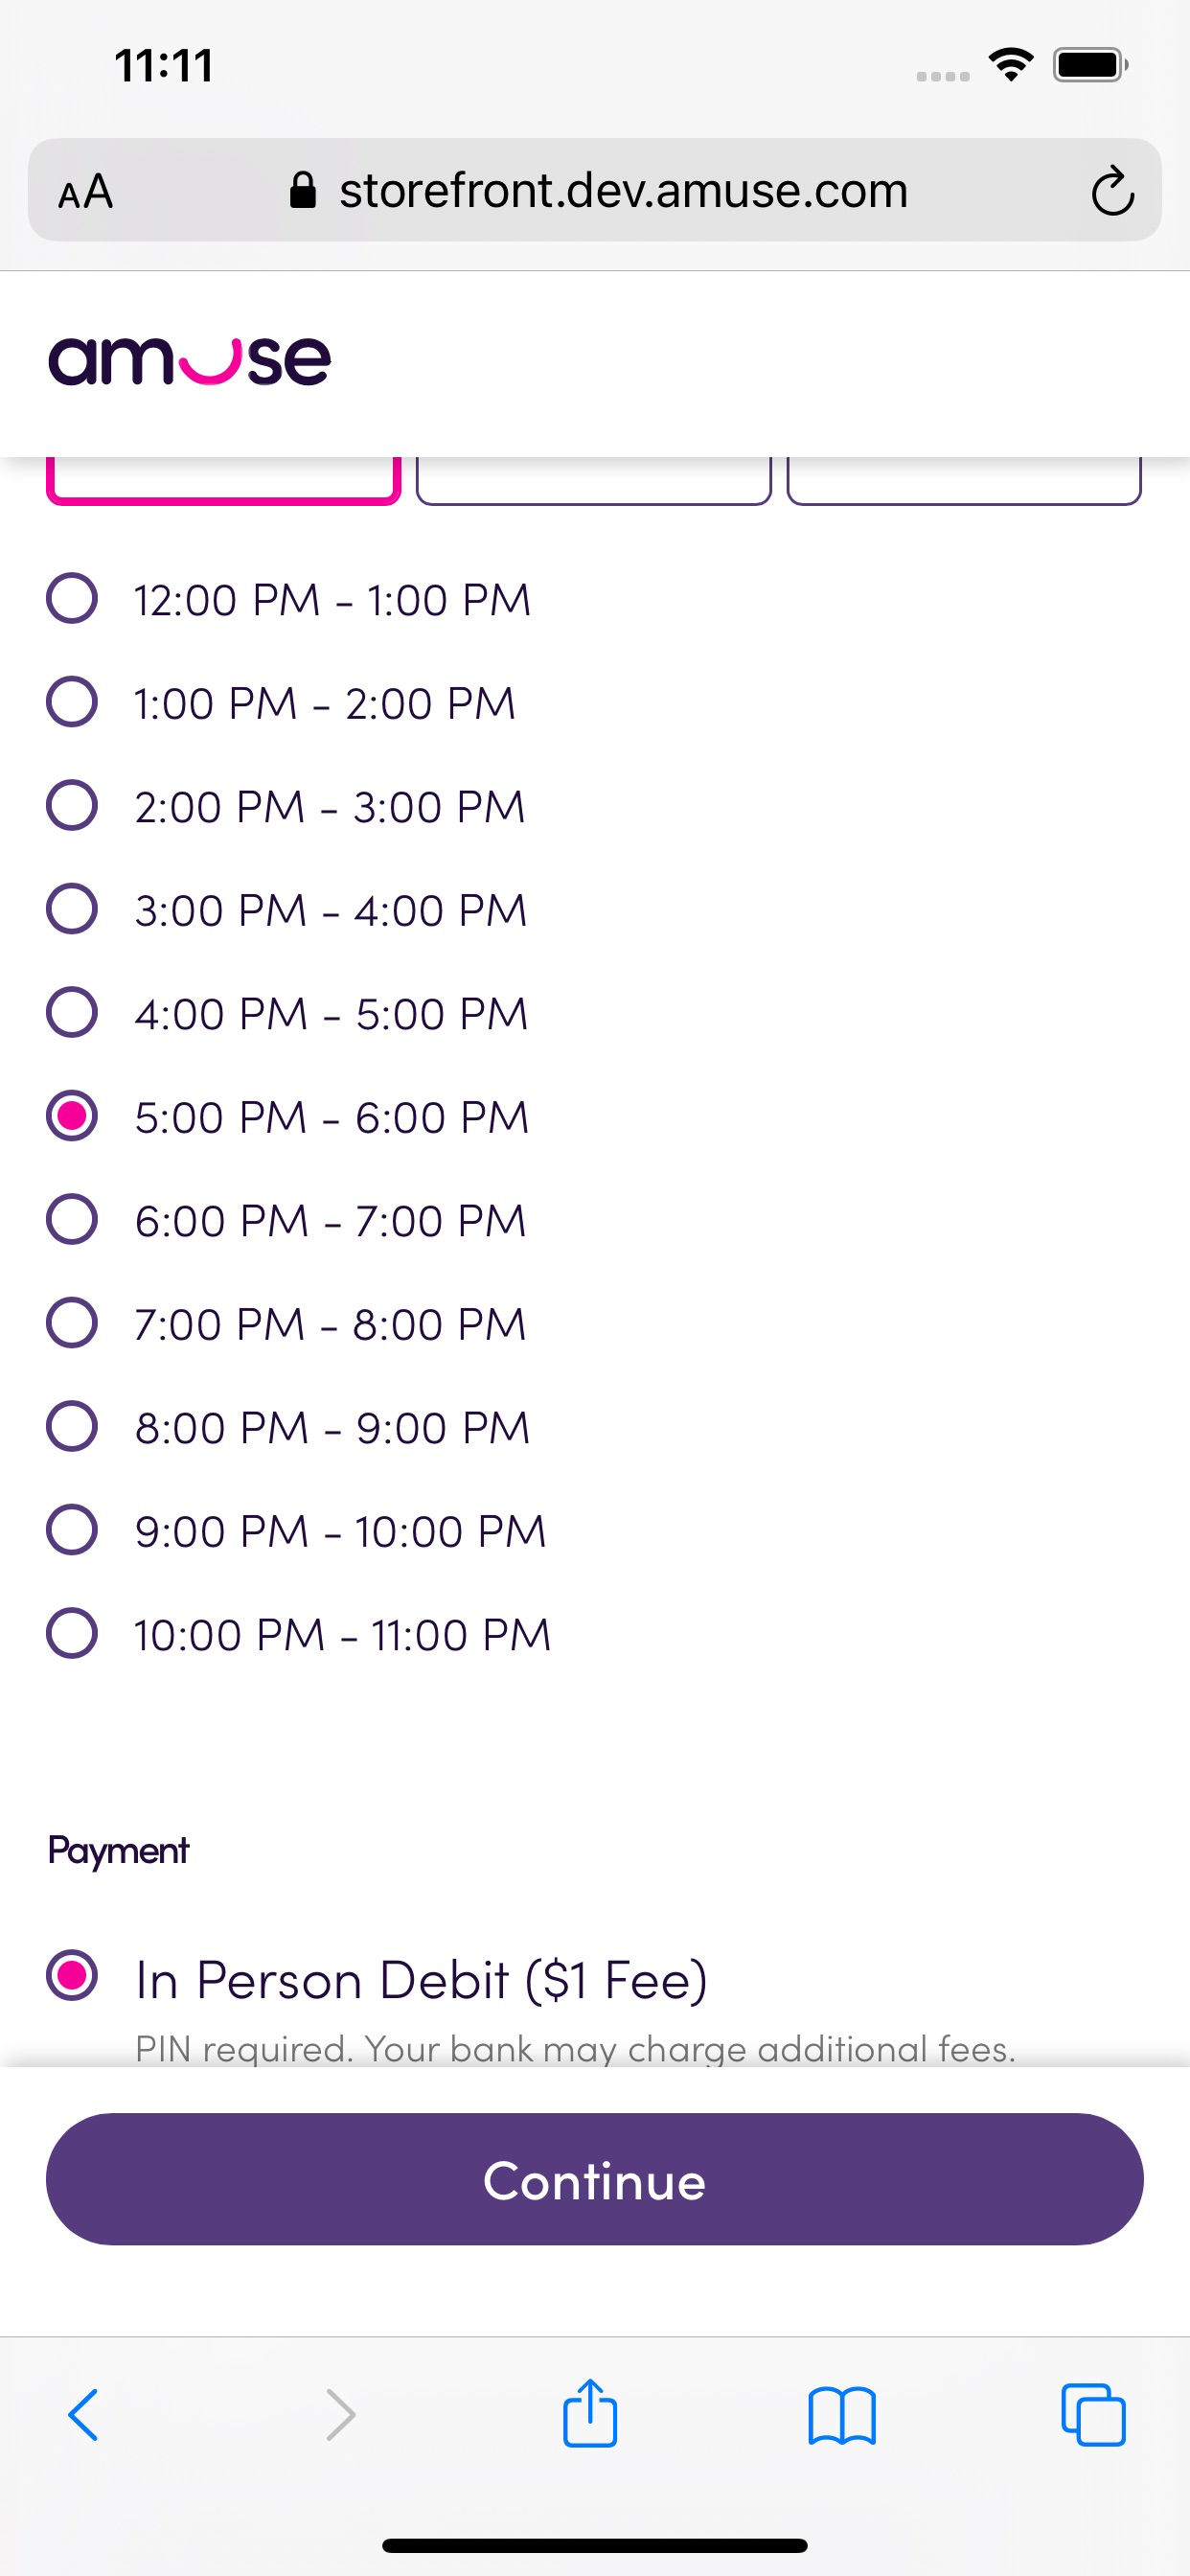 11:11
AA storefront.dev.amuse.com
amuse
12:00 PM - 1:00 PM
1:00 PM - 2:00 PM
2:00 PM - 3:00 PM
3:00 PM - 4:00 PM
4:00 PM - 5:00 PM
5:00 PM - 6:00 PM
6:00 PM - 7:00 PM
7:00 PM - 8:00 PM
8:00 PM - 9:00 PM
9:00 PM - 10:00 PM
10:00 PM - 11:00 PM
Payment
In Person Debit ($1 Fee)
PIN required. Your bank may charge additional fees.
Continue